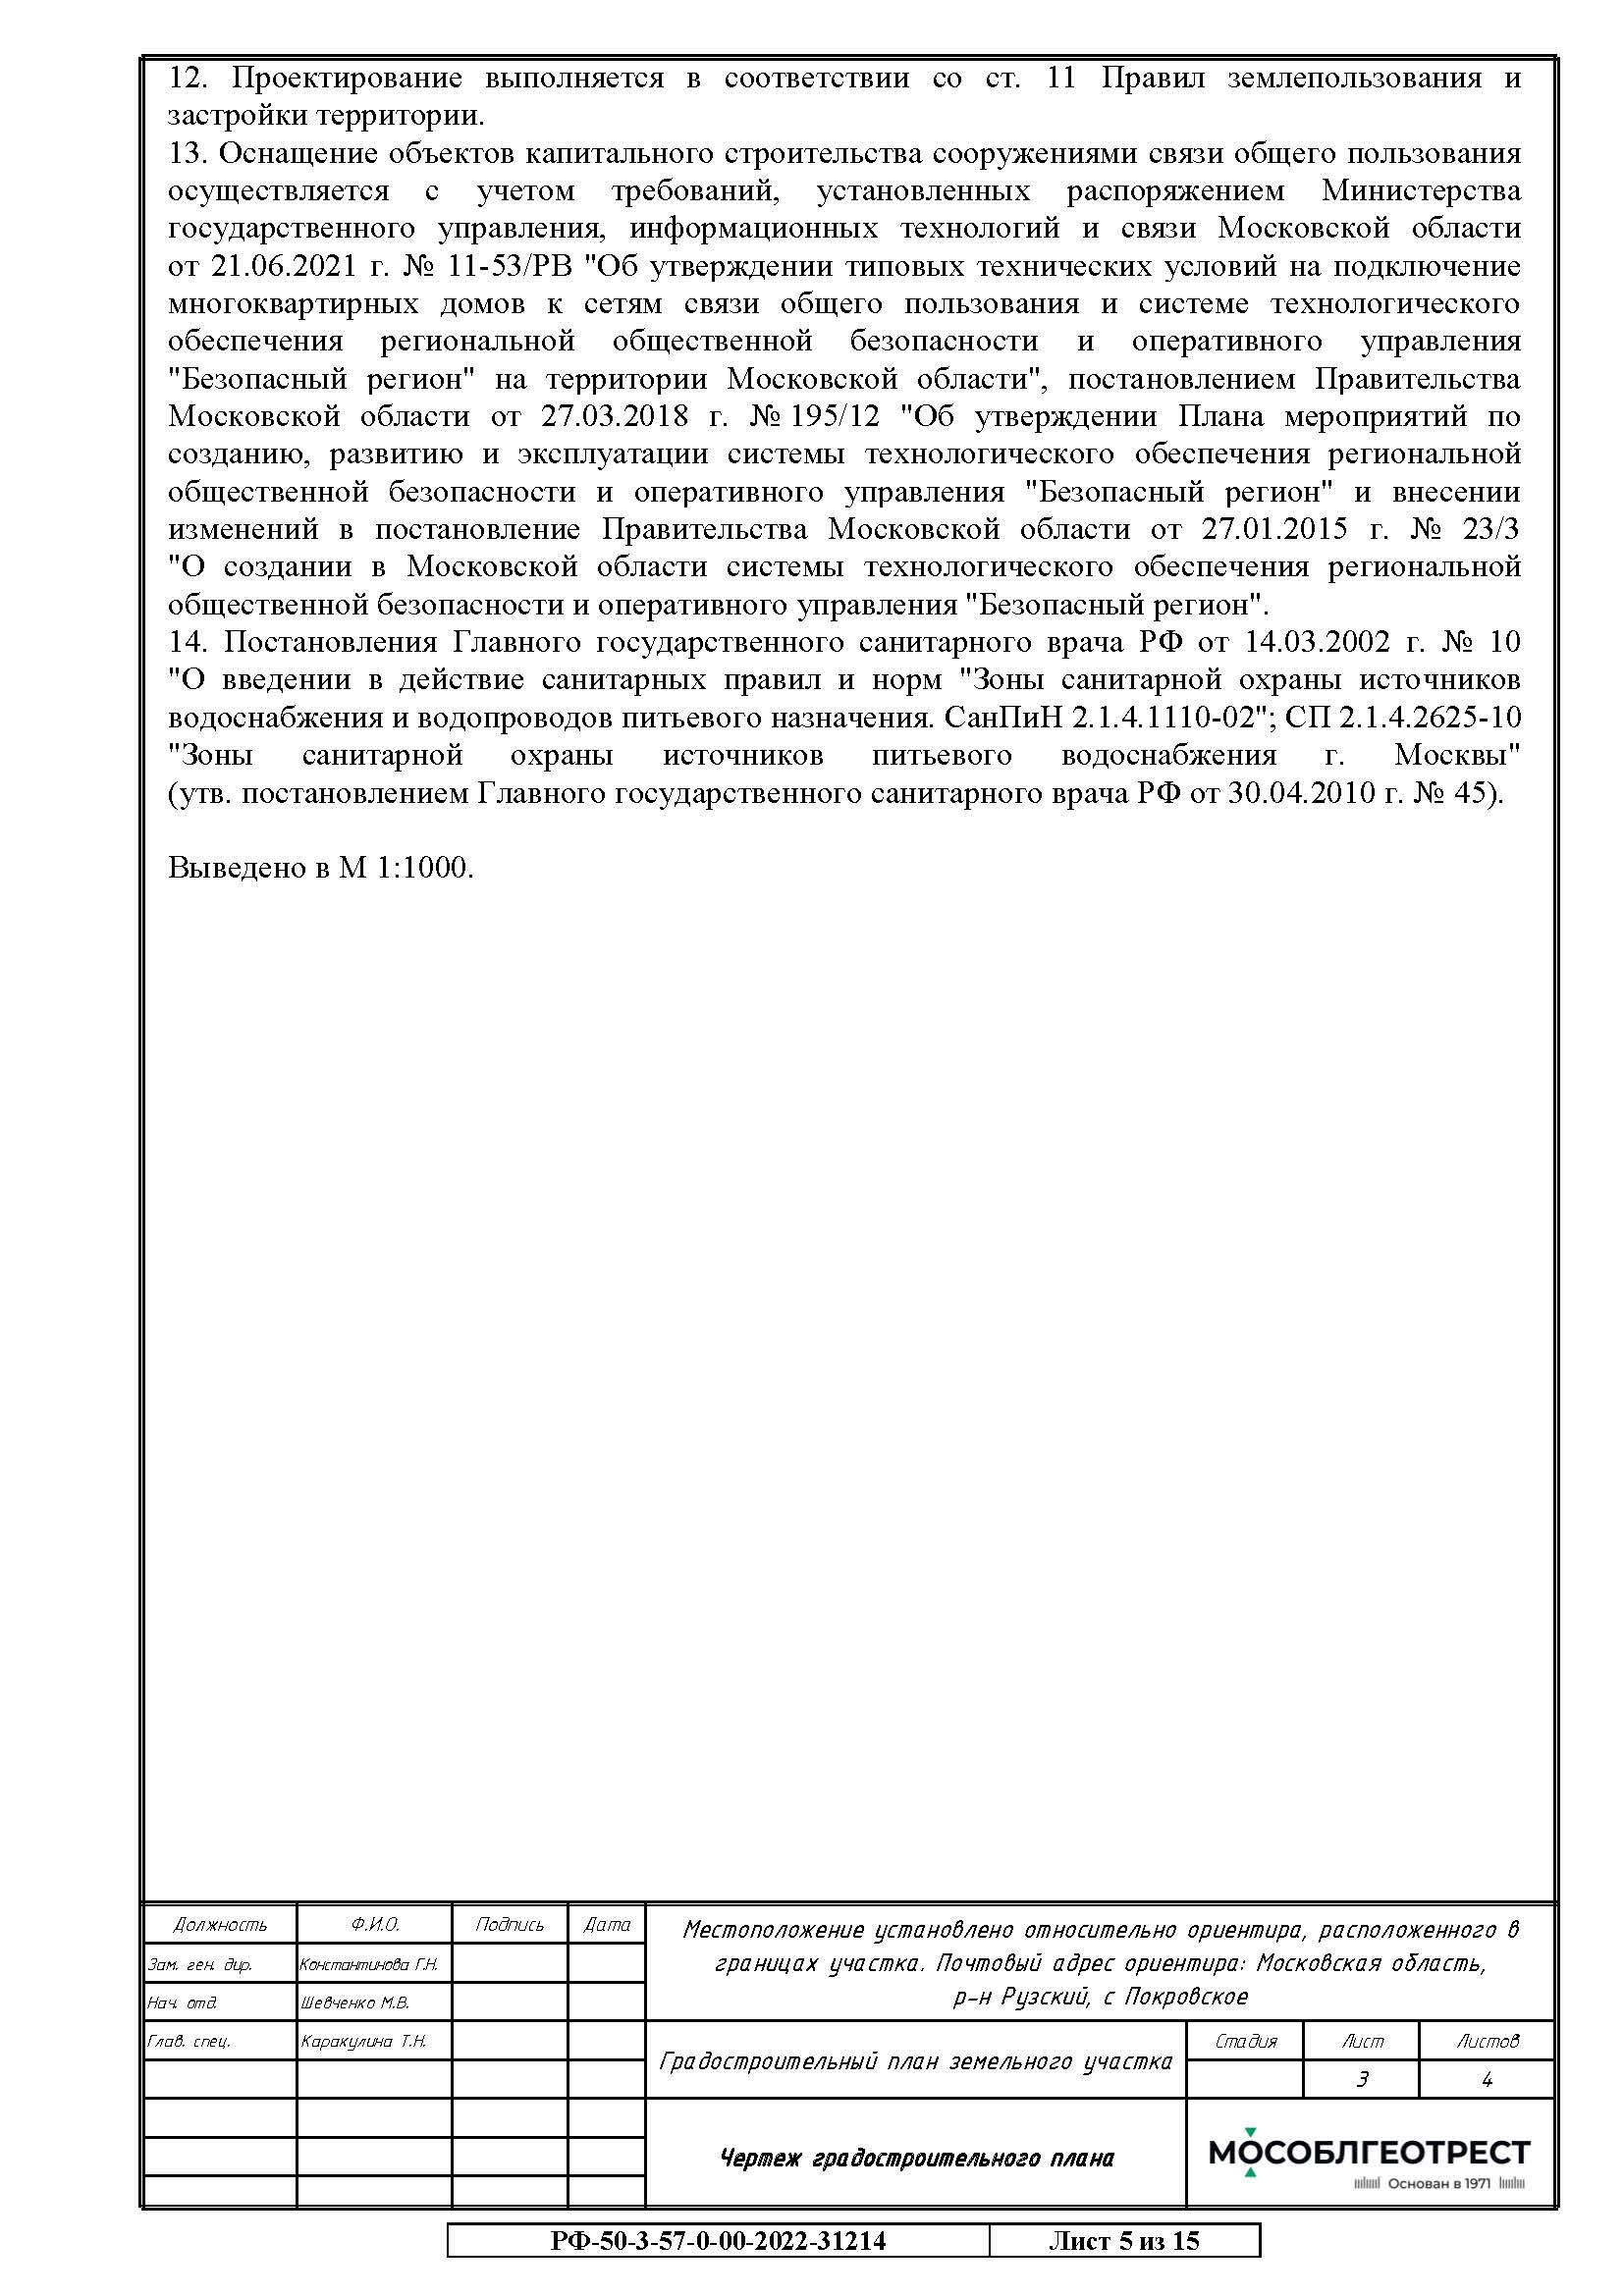 12. Проектирование выполняется в соответствии со ст. 11 Правил землепользования и
застройки территории.
13. Оснащение объектов капитального строительства сооружениями связи общего пользования
осуществляется с учетом требований, установленных распоряжением Министерства
государственного управления, информационных технологий и связи Московской области
от 21.06.2021 г. № 11-53/РВ "Об утверждении типовых технических условий на подключение
многоквартирных домов к сетям связи общего пользования и системе технологического
обеспечения региональной общественной безопасности и оперативного управления
"Безопасный регион" на территории Московской области", постановлением Правительства
Московской области от 27.03.2018 г. № 195/12 "Об утверждении Плана мероприятий по
созданию, развитию и эксплуатации системы технологического обеспечения региональной
общественной безопасности и оперативного управления "Безопасный регион" и внесении
изменений в постановление Правительства Московской области от 27.01.2015 г. № 23/3
"О создании в Московской области системы технологического обеспечения региональной
общественной безопасности и оперативного управления "Безопасный регион".
14. Постановления Главного государственного санитарного врача РФ от 14.03.2002 г. № 10
"О введении в действие санитарных правил и норм "Зоны санитарной охраны источников
водоснабжения и водопроводов питьевого назначения. СанПиН 2.1.4.1110-02"; СП 2.1.4.2625-10
"Зоны санитарной охраны источников питьевого водоснабжения г. Москвы"
(утв. постановлением Главного государственного санитарного врача РФ от 30.04.2010 г. № 45).
Выведено в М 1:1000.
Должность Ф.И.О. Подпись Дата
Зам. ген. дир. Константинова Г.Н.
Нач. отд. Шевченко М.В.
Глав. спец. Каракулина Т.Н.
Местоположение установлено относительно ориентира, расположенного в
границах участка. Почтовый адрес ориентира: Московская область,
р-н Рузский, с Покровское
Градостроительный план земельного участка
Стадия Лист Листов
3 4
Чертеж градостроительного плана
МОСОБЛГЕОТРЕСТ
Основан в 1971
РФ-50-3-57-0-00-2022-31214 Лист 5 из 15